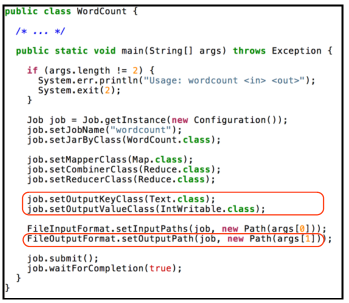 public class WordCount {
/* ... */
public static void main(String[] args) throws Exception {
if (args.length != 2) {
System.err.println("Usage: wordcount <in> <out>");
System.exit(2);
}
Job job = Job.getInstance(new Configuration());
job.setJobName("wordcount");
job.setJarByClass(WordCount.class);
job.setMapperClass(Map.class);
job.setCombinerClass(Reduce.class);
job.setReducerClass(Reduce.class);
job.setOutputKeyClass(Text.class);
job.setOutputValueClass(IntWritable.class);
FileInputFormat.setInputPaths(job, new Path(args[0]));
FileOutputFormat.setOutputPath(job, new Path(args[1]));
job.submit();
job.waitForCompletion(true);
}
}